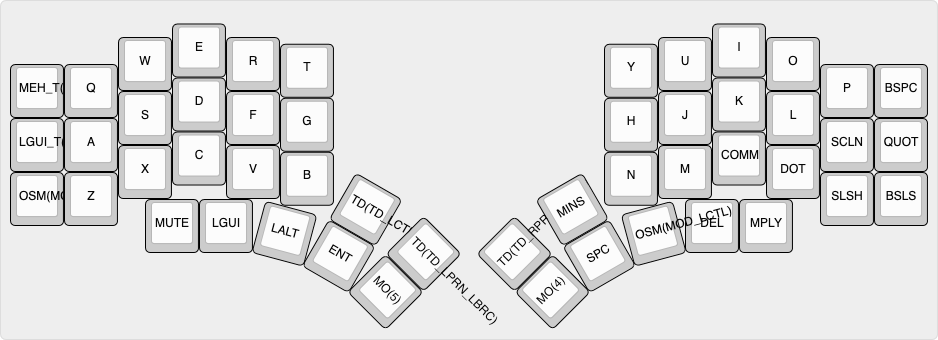 MEH_T( Q W E R T
LGUI_T( A S D F G
OSM(M Z X C V B
MUTE LGUI LALT ENT MO(5)
TD(TD_LCT
TD(TD_LPRN_LBRC)
Y U I O P BSPC
H J K L SCLN QUOT
N M COMM DOT SLSH BSLS
TD(TD_RPR
MINS
MO(4) SPC OSM(MOD_LCTL) DEL MPLY